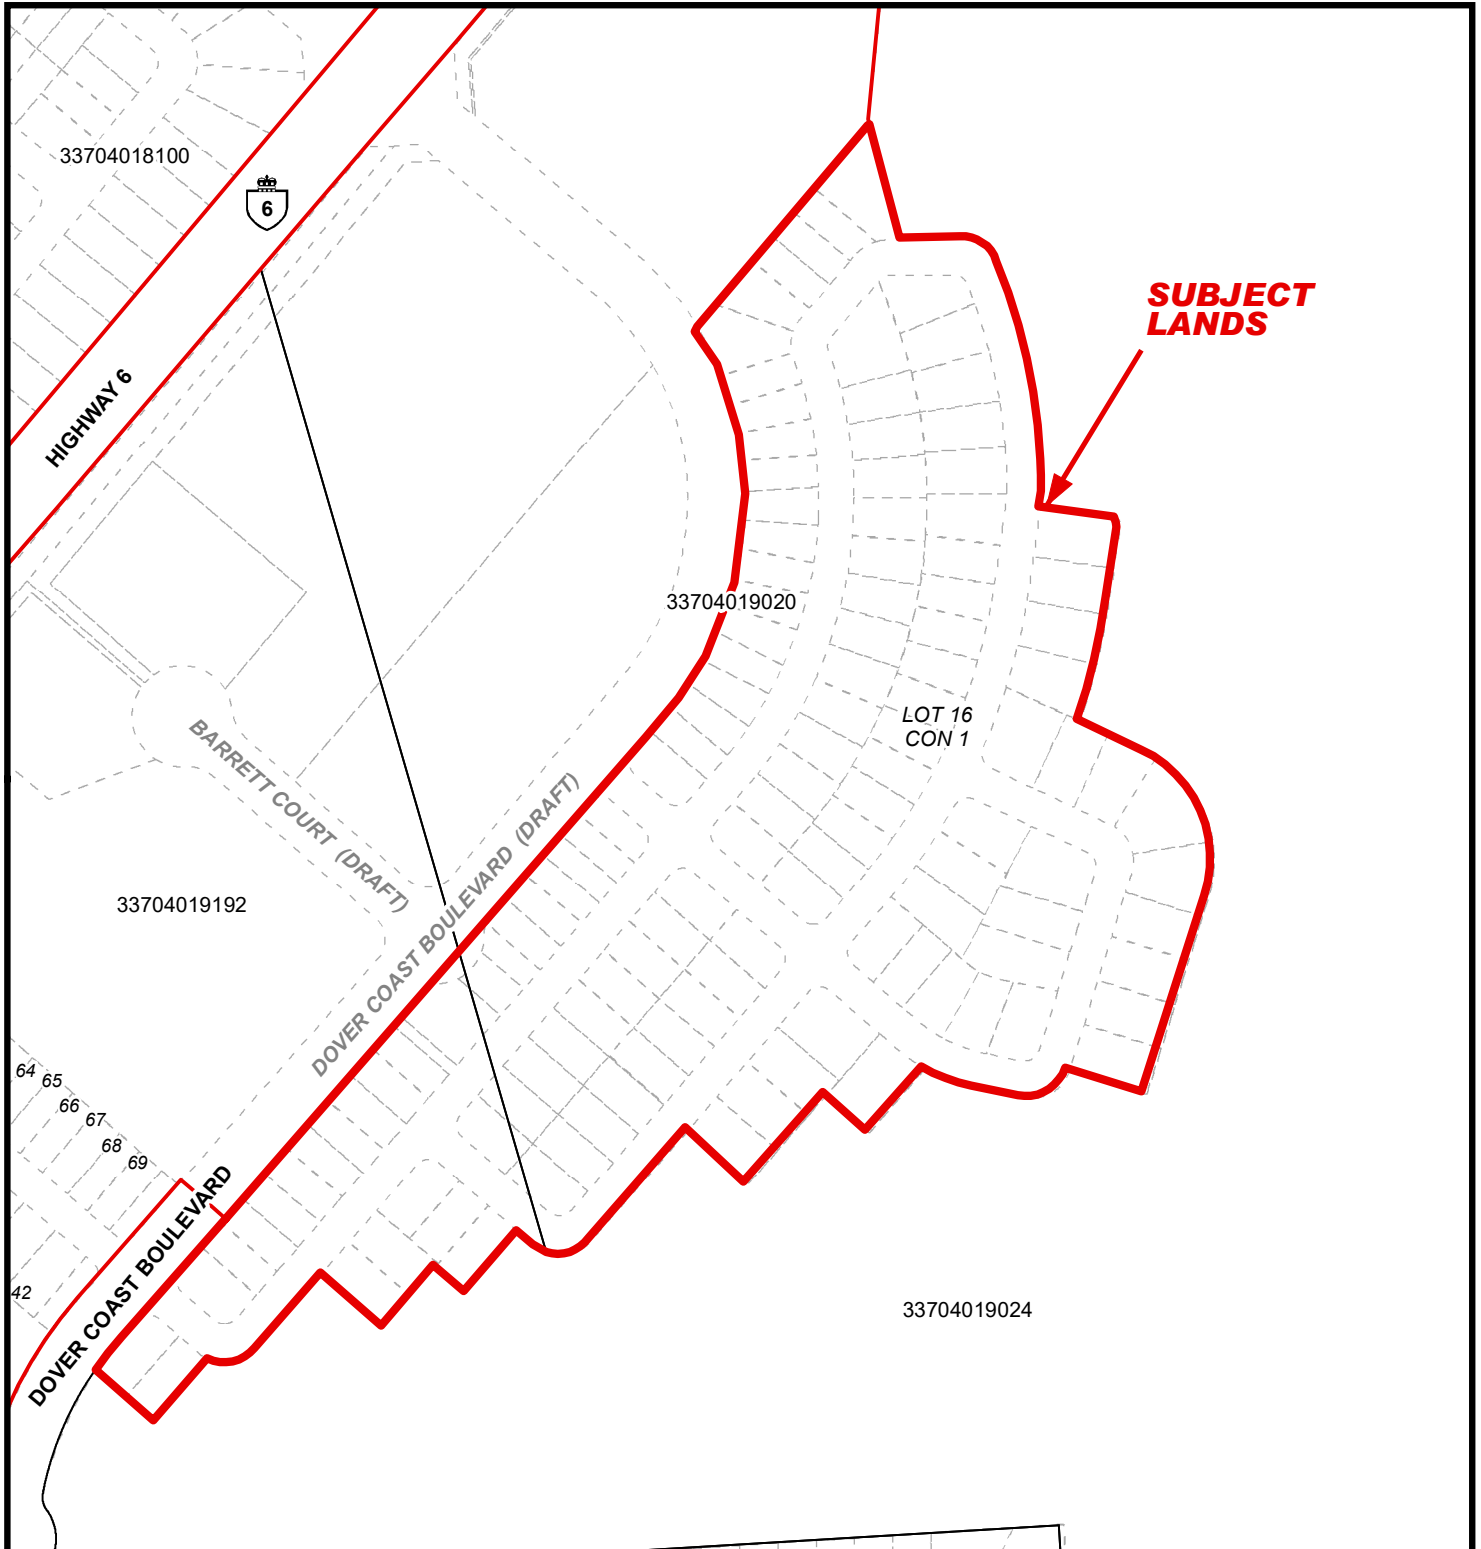 33704018100
6
HIGHWAY 6
SUBJECT
LANDS
33704019020
LOT 16
CON 1
BARRETT COURT (DRAFT)
DOVER COAST BOULEVARD (DRAFT)
33704019192
64
65
66
67
68
69
42
DOVER COAST BOULEVARD
33704019024